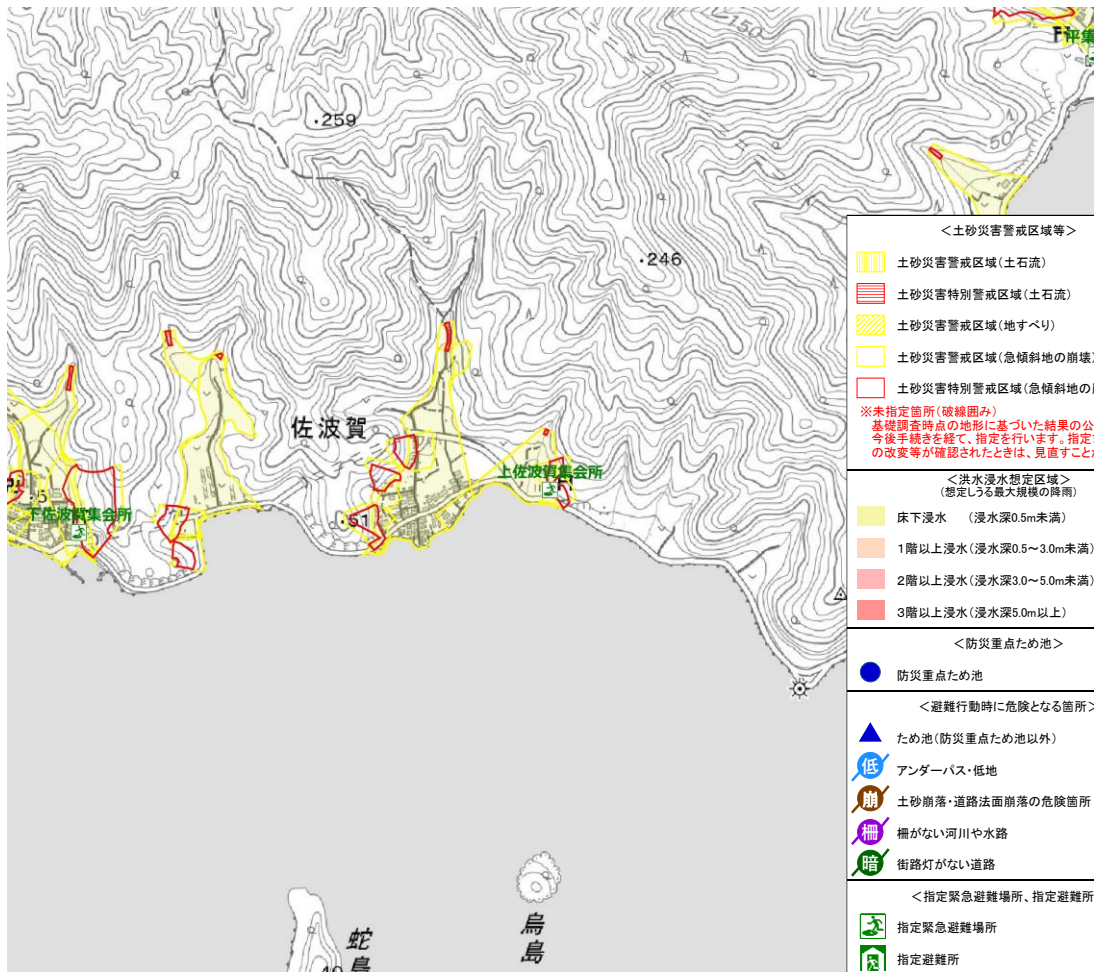 150
平集
259
50
246
佐波賀
上佐波賀集会所
5
下佐波賀集会所
61
蛇島
烏島
40
＜土砂災害警戒区域等＞
土砂災害警戒区域（土石流）
土砂災害特別警戒区域（土石流）
土砂災害警戒区域（地すべり）
土砂災害警戒区域（急傾斜地の崩壊）
土砂災害特別警戒区域（急傾斜地の
※未指定箇所（破線囲み）
基礎調査時点の地形に基づいた結果の公
今後手続きを経て、指定を行います。指定
の改変等が確認されたときは、見直すことが
＜洪水浸水想定区域＞
（想定しうる最大規模の降雨）
床下浸水　（浸水深0.5m未満）
1階以上浸水（浸水深0.5～3.0m未満）
2階以上浸水（浸水深3.0～5.0m未満）
3階以上浸水（浸水深5.0m以上）
＜防災重点ため池＞
防災重点ため池
＜避難行動時に危険となる箇所＞
ため池（防災重点ため池以外）
低 アンダーパス・低地
崩 土砂崩落・道路法面崩落の危険箇所
柵 柵がない河川や水路
暗 街路灯がない道路
＜指定緊急避難場所、指定避難所
指定緊急避難場所
指定避難所